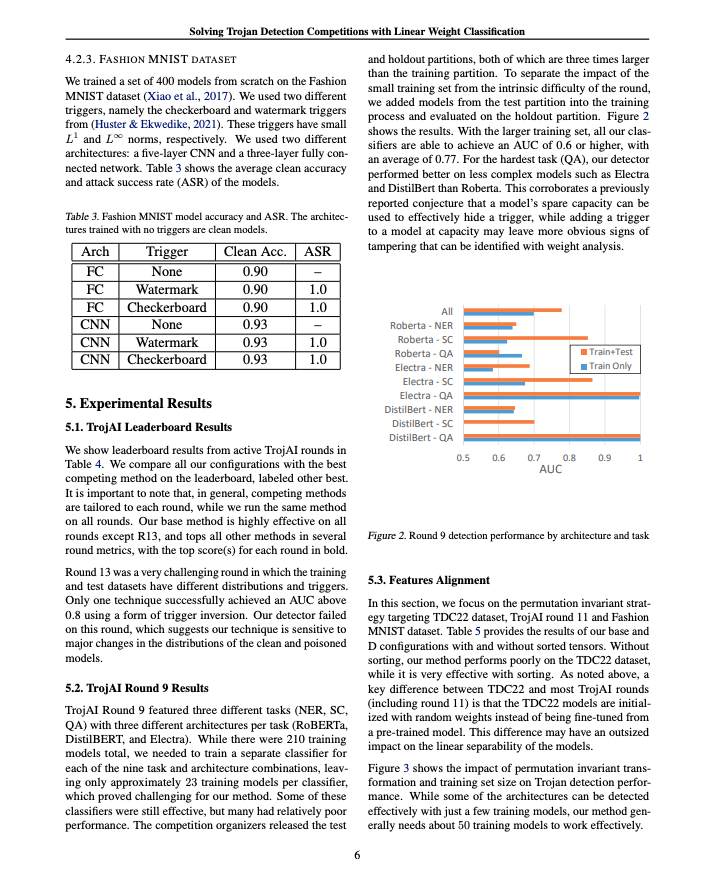 Solving Trojan Detection Competitions with Linear Weight Classification
4.2.3. FASHION MNIST DATASET
We trained a set of 400 models from scratch on the Fashion
MNIST dataset (Xiao et al., 2017). We used two different
triggers, namely the checkerboard and watermark triggers
from (Huster & Ekwedike, 2021). These triggers have small
L¹ and L∞ norms, respectively. We used two different
architectures: a five-layer CNN and a three-layer fully con-
nected network. Table 3 shows the average clean accuracy
and attack success rate (ASR) of the models.
Table 3. Fashion MNIST model accuracy and ASR. The architec-
tures trained with no triggers are clean models.
Arch Trigger Clean Acc. ASR
FC None 0.90 –
FC Watermark 0.90 1.0
FC Checkerboard 0.90 1.0
CNN None 0.93 –
CNN Watermark 0.93 1.0
CNN Checkerboard 0.93 1.0
5. Experimental Results
5.1. TrojAI Leaderboard Results
We show leaderboard results from active TrojAI rounds in
Table 4. We compare all our configurations with the best
competing method on the leaderboard, labeled other best.
It is important to note that, in general, competing methods
are tailored to each round, while we run the same method
on all rounds. Our base method is highly effective on all
rounds except R13, and tops all other methods in several
round metrics, with the top score(s) for each round in bold.
Round 13 was a very challenging round in which the training
and test datasets have different distributions and triggers.
Only one technique successfully achieved an AUC above
0.8 using a form of trigger inversion. Our detector failed
on this round, which suggests our technique is sensitive to
major changes in the distributions of the clean and poisoned
models.
5.2. TrojAI Round 9 Results
TrojAI Round 9 featured three different tasks (NER, SC,
QA) with three different architectures per task (RoBERTa,
DistilBERT, and Electra). While there were 210 training
models total, we needed to train a separate classifier for
each of the nine task and architecture combinations, leav-
ing only approximately 23 training models per classifier,
which proved challenging for our method. Some of these
classifiers were still effective, but many had relatively poor
performance. The competition organizers released the test
and holdout partitions, both of which are three times larger
than the training partition. To separate the impact of the
small training set from the intrinsic difficulty of the round,
we added models from the test partition into the training
process and evaluated on the holdout partition. Figure 2
shows the results. With the larger training set, all our clas-
sifiers are able to achieve an AUC of 0.6 or higher, with
an average of 0.77. For the hardest task (QA), our detector
performed better on less complex models such as Electra
and DistilBert than Roberta. This corroborates a previously
reported conjecture that a model's spare capacity can be
used to effectively hide a trigger, while adding a trigger
to a model at capacity may leave more obvious signs of
tampering that can be identified with weight analysis.
All
Roberta - NER
Roberta - SC
Roberta - QA
Electra - NER
Electra - SC
Electra - QA
DistilBert - NER
DistilBert - SC
DistilBert - QA
Train+Test
Train Only
0.5 0.6 0.7 0.8 0.9 1
AUC
Figure 2. Round 9 detection performance by architecture and task
5.3. Features Alignment
In this section, we focus on the permutation invariant strat-
egy targeting TDC22 dataset, TrojAI round 11 and Fashion
MNIST dataset. Table 5 provides the results of our base and
D configurations with and without sorted tensors. Without
sorting, our method performs poorly on the TDC22 dataset,
while it is very effective with sorting. As noted above, a
key difference between TDC22 and most TrojAI rounds
(including round 11) is that the TDC22 models are initial-
ized with random weights instead of being fine-tuned from
a pre-trained model. This difference may have an outsized
impact on the linear separability of the models.
Figure 3 shows the impact of permutation invariant trans-
formation and training set size on Trojan detection perfor-
mance. While some of the architectures can be detected
effectively with just a few training models, our method gen-
erally needs about 50 training models to work effectively.
6